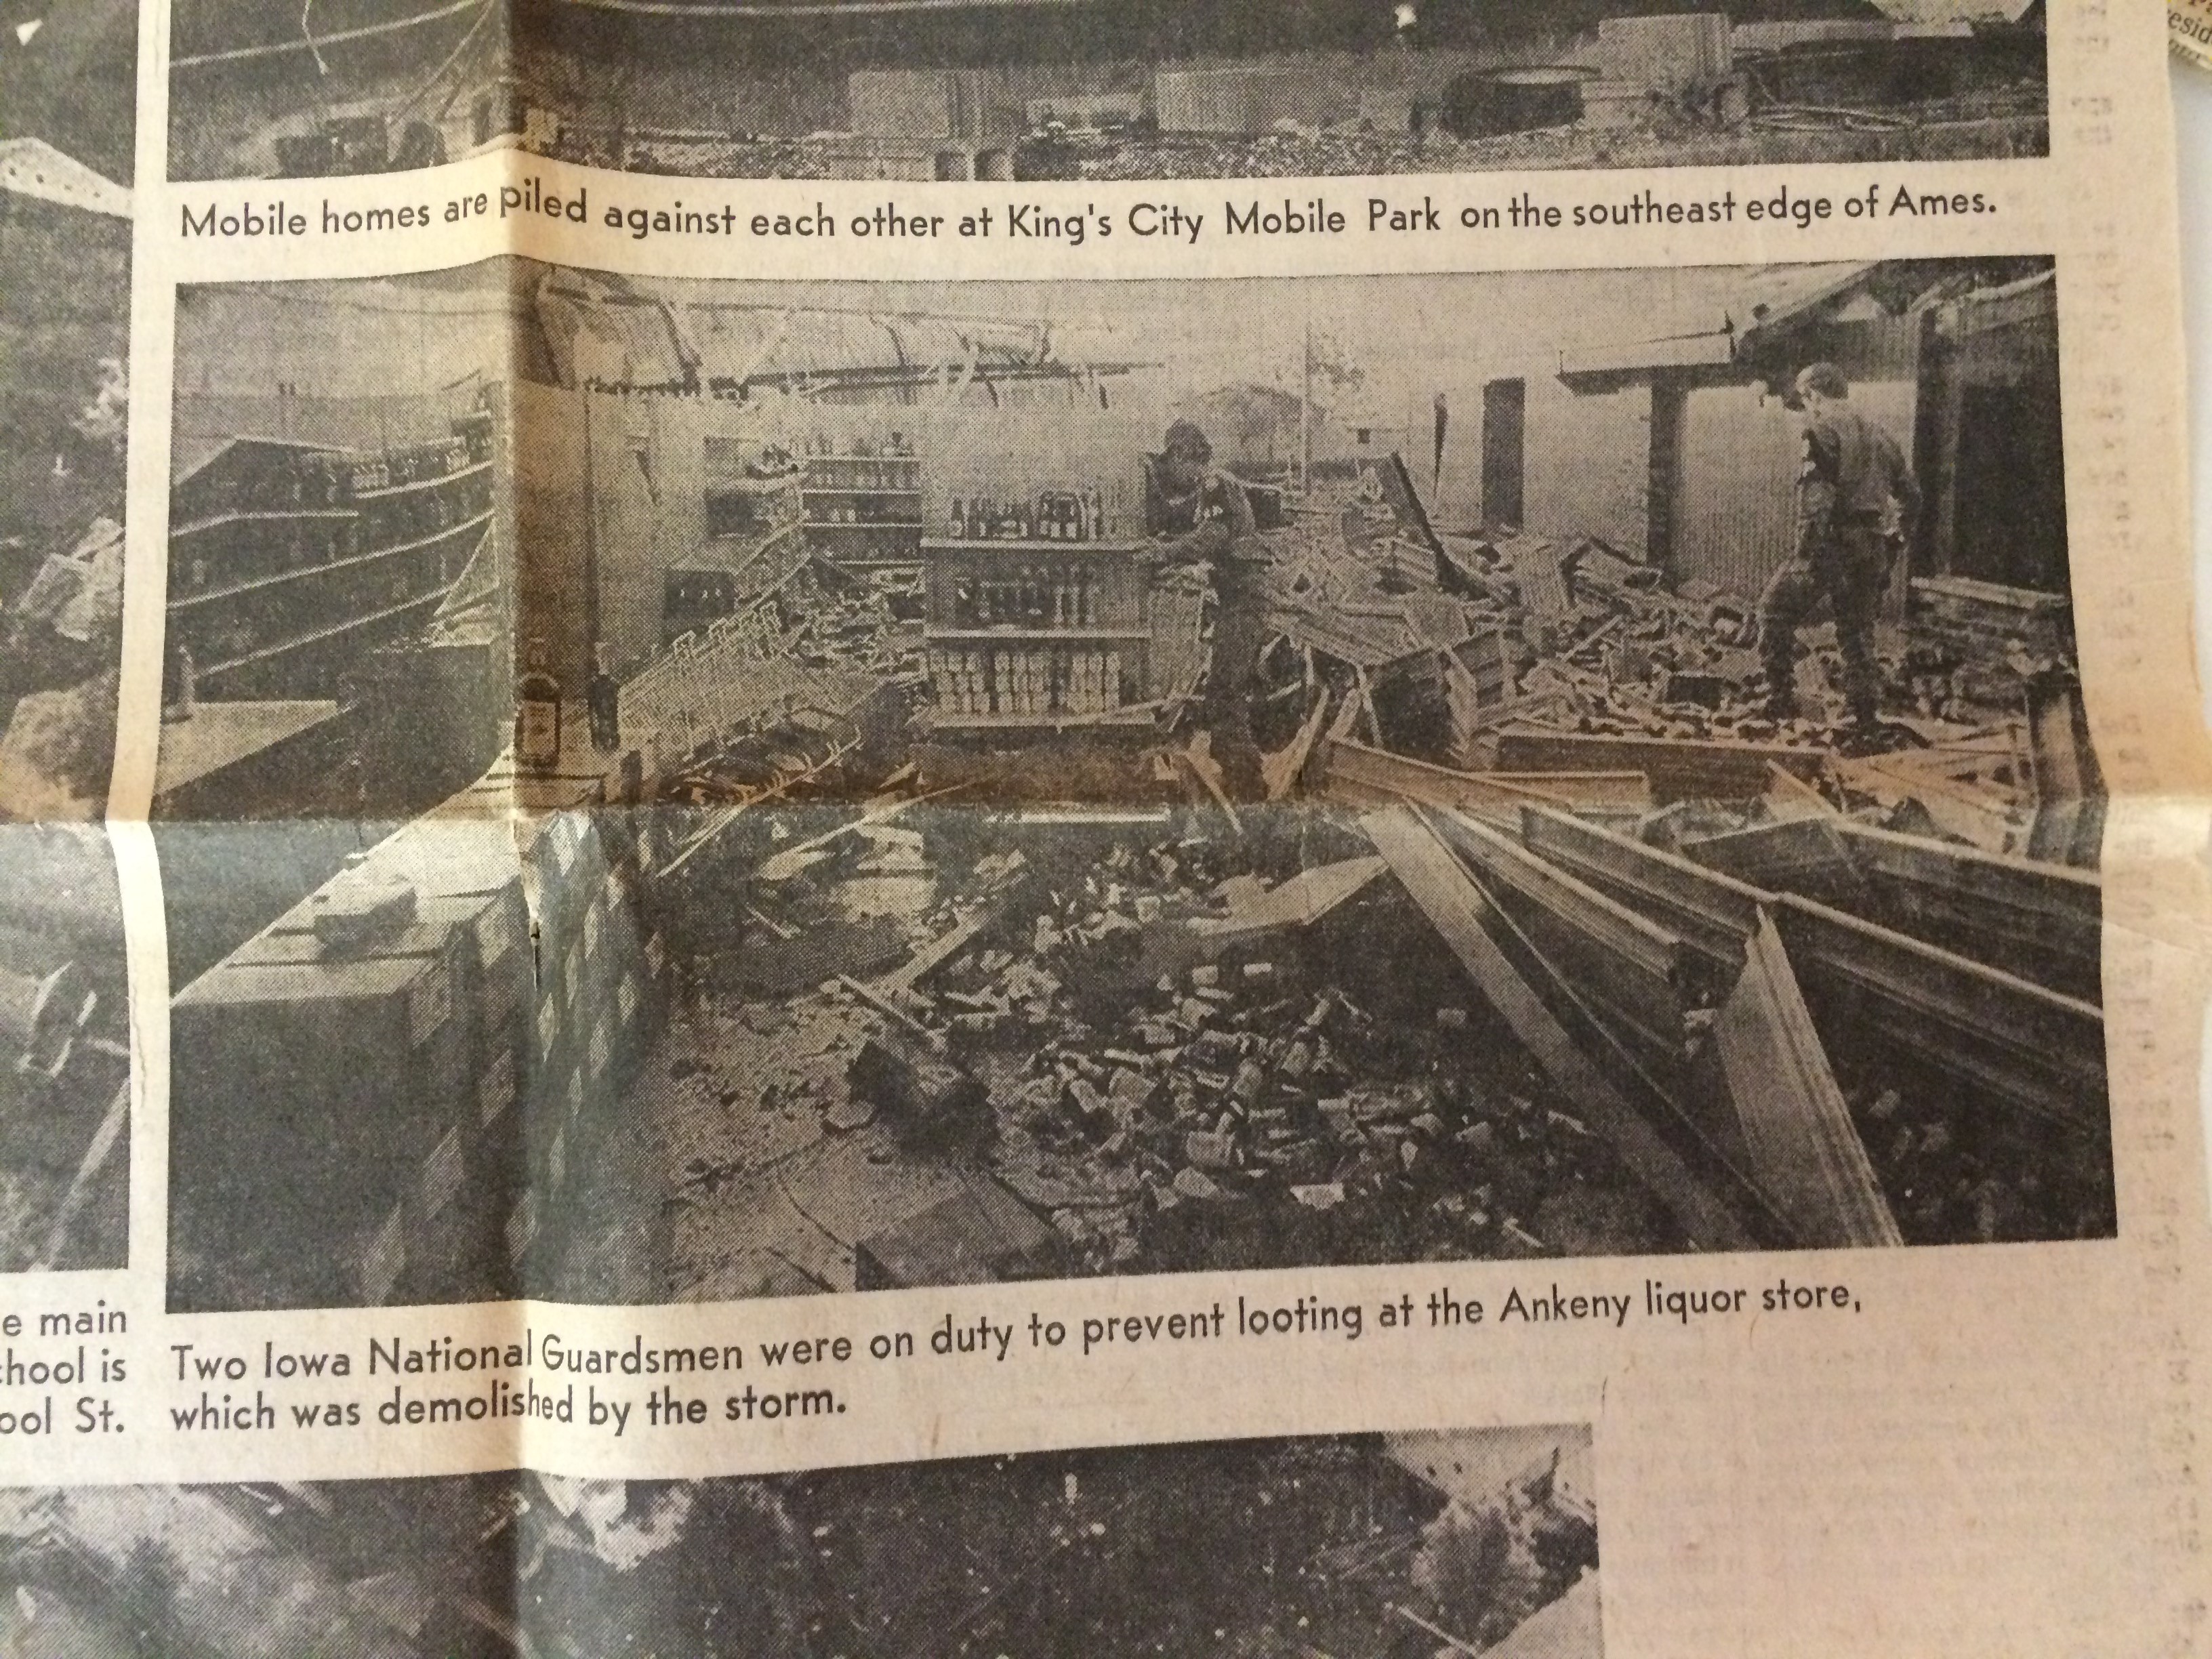 Mobile homes are piled against each other at King's City Mobile Park on the southeast edge of Ames.
e main
chool is
ool St.
Two Iowa National Guardsmen were on duty to prevent looting at the Ankeny liquor store,
which was demolished by the storm.
esid